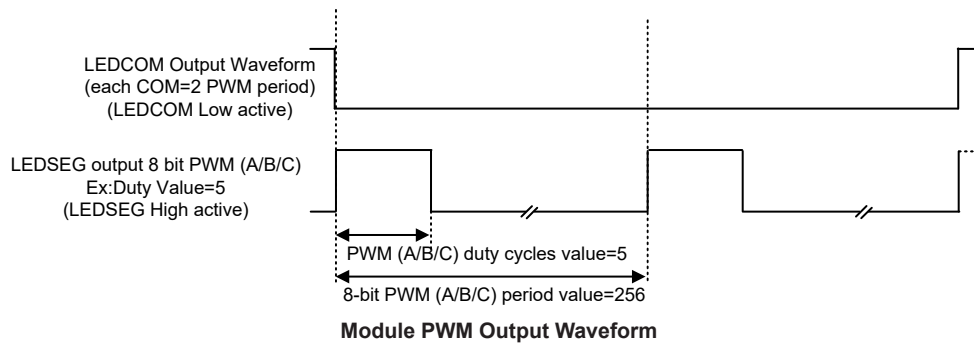 LEDCOM Output Waveform
(each COM=2 PWM period)
(LEDCOM Low active)
LEDSEG output 8 bit PWM (A/B/C)
Ex:Duty Value=5
(LEDSEG High active)
PWM (A/B/C) duty cycles value=5
8-bit PWM (A/B/C) period value=256
Module PWM Output Waveform